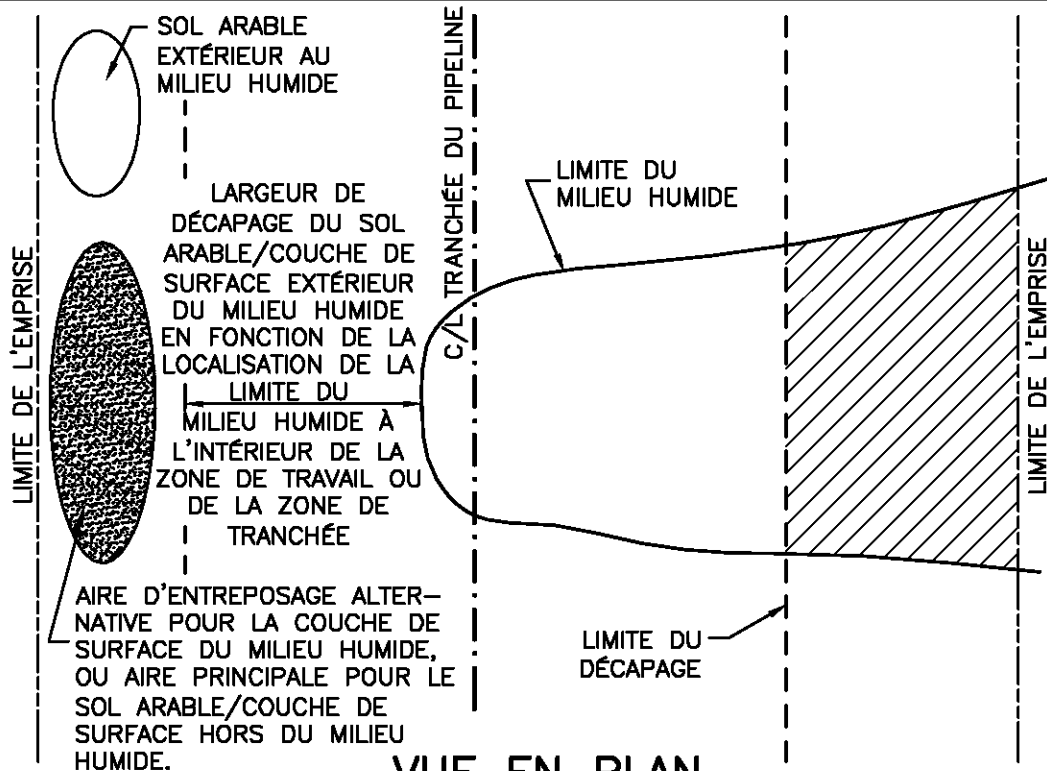 SOL ARABLE
EXTÉRIEUR AU
MILIEU HUMIDE
LARGEUR DE
DÉCAPAGE DU SOL
ARABLE/COUCHE DE
SURFACE EXTÉRIEUR
DU MILIEU HUMIDE
EN FONCTION DE LA
LOCALISATION DE LA
LIMITE DU
MILIEU HUMIDE À
L'INTÉRIEUR DE LA
ZONE DE TRAVAIL OU
DE LA ZONE DE
TRANCHÉE
LIMITE DE L'EMPRISE
C/L TRANCHÉE DU PIPELINE
LIMITE DU
MILIEU HUMIDE
LIMITE DE L'EMPRISE
AIRE D'ENTREPOSAGE ALTER–
NATIVE POUR LA COUCHE DE
SURFACE DU MILIEU HUMIDE,
OU AIRE PRINCIPALE POUR LE
SOL ARABLE/COUCHE DE
SURFACE HORS DU MILIEU
HUMIDE.
LIMITE DU
DÉCAPAGE
VUE EN PLAN